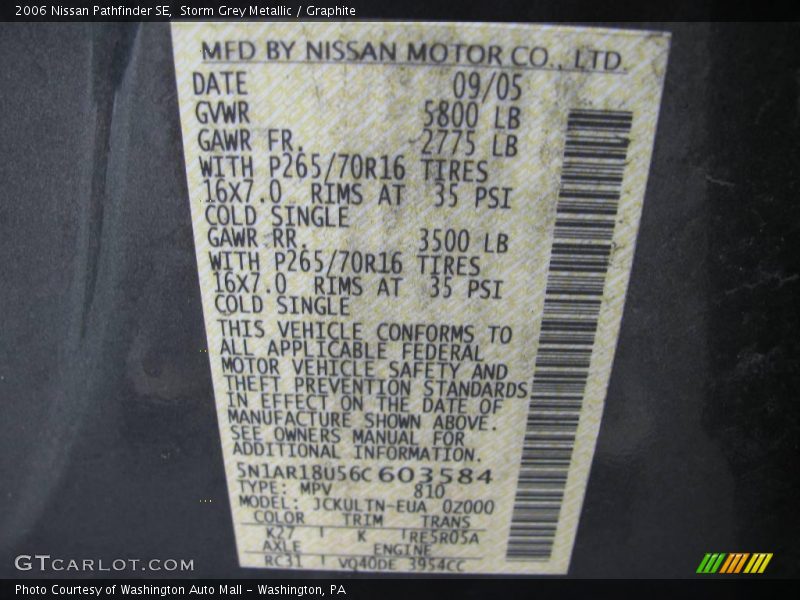 2006 Nissan Pathfinder SE, Storm Grey Metallic / Graphite
MFD BY NISSAN MOTOR CO., LTD.
DATE 09/05
GVWR 5800 LB
GAWR FR. 2775 LB
WITH P265/70R16 TIRES
16X7.0 RIMS AT 35 PSI
COLD SINGLE
GAWR RR. 3500 LB
WITH P265/70R16 TIRES
16X7.0 RIMS AT 35 PSI
COLD SINGLE
THIS VEHICLE CONFORMS TO
ALL APPLICABLE FEDERAL
MOTOR VEHICLE SAFETY AND
THEFT PREVENTION STANDARDS
IN EFFECT ON THE DATE OF
MANUFACTURE SHOWN ABOVE.
SEE OWNERS MANUAL FOR
ADDITIONAL INFORMATION.
5N1AR18U56C603584
TYPE: MPV 810
MODEL: JCKULTN-EUA 0Z000
COLOR TRIM TRANS
K27 K RE5R05A
AXLE ENGINE
RC31 VQ40DE 3954CC
GTCARLOT.COM
Photo Courtesy of Washington Auto Mall - Washington, PA